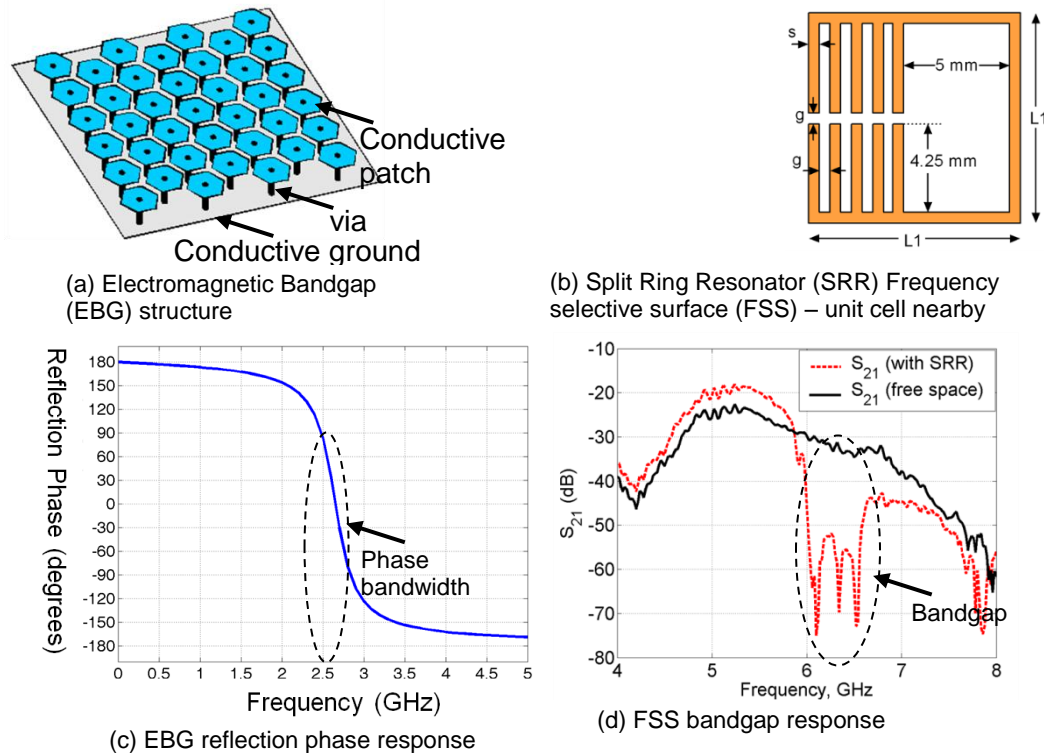 Conductive
patch
via
Conductive ground
(a) Electromagnetic Bandgap
(EBG) structure
s
g
g
5 mm
4.25 mm
L1
L1
(b) Split Ring Resonator (SRR) Frequency
selective surface (FSS) – unit cell nearby
Reflection Phase (degrees)
180
150
120
90
60
30
0
-30
-60
-90
-120
-150
-180
Phase
bandwidth
0 0.5 1 1.5 2 2.5 3 3.5 4 4.5 5
Frequency (GHz)
(c) EBG reflection phase response
S21 (dB)
-10
-20
-30
-40
-50
-60
-70
-80
S21 (with SRR)
S21 (free space)
Bandgap
4 5 6 7 8
Frequency, GHz
(d) FSS bandgap response